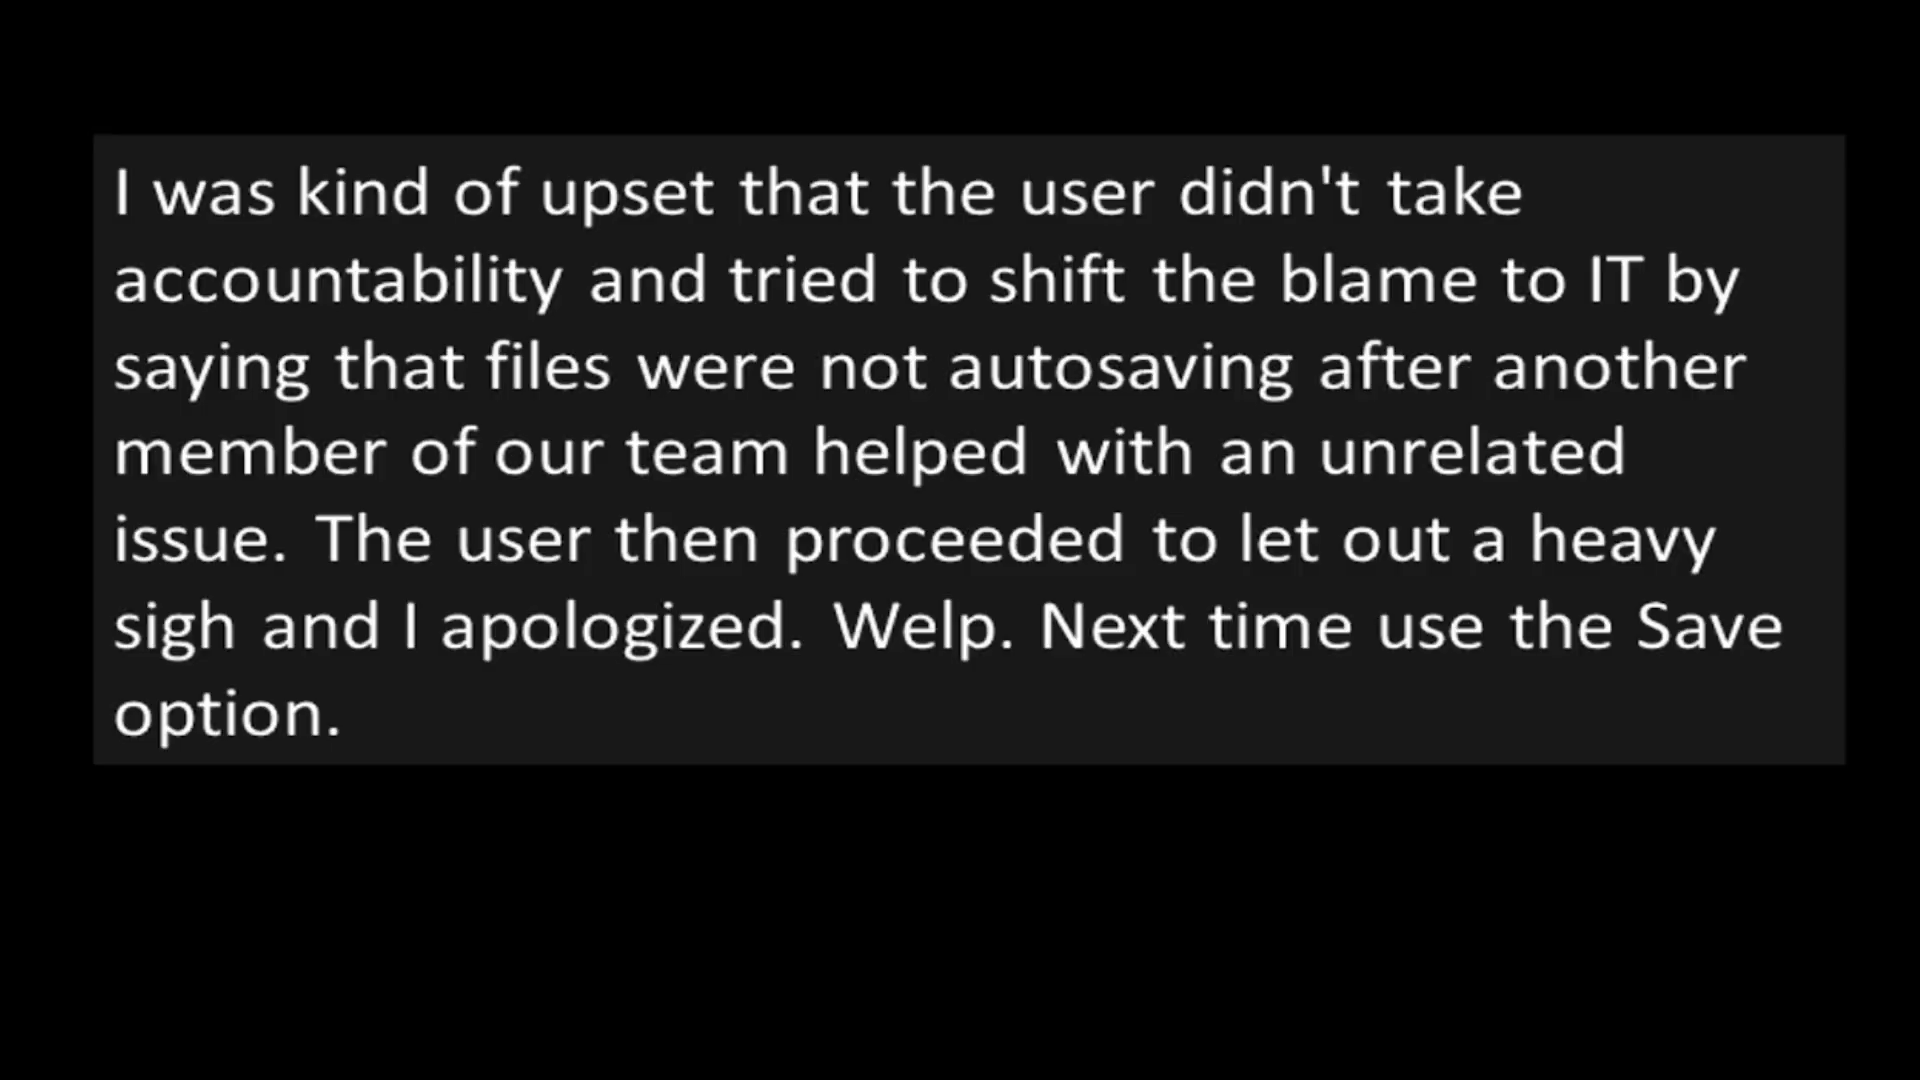 I was kind of upset that the user didn't take
accountability and tried to shift the blame to IT by
saying that files were not autosaving after another
member of our team helped with an unrelated
issue. The user then proceeded to let out a heavy
sigh and I apologized. Welp. Next time use the Save
option.